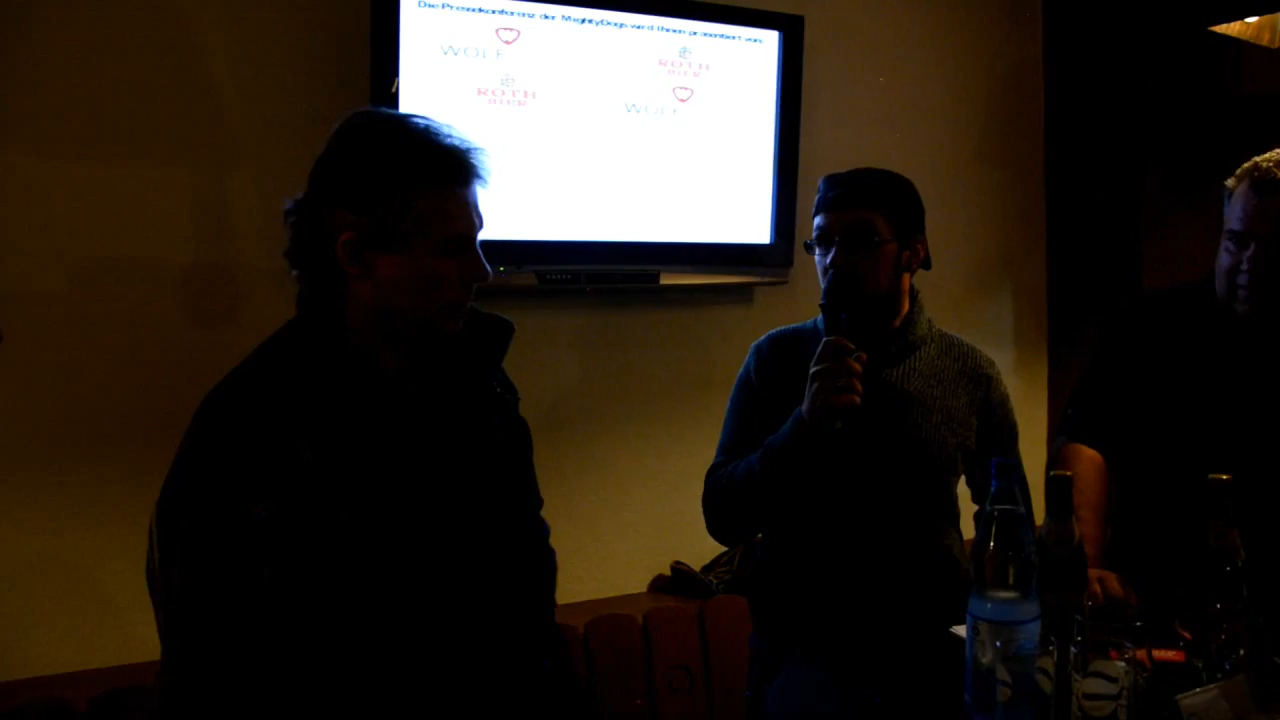 Die Pressekonferenz der MightyDogs wird Ihnen präsentiert von:
WOLF
ROTH
BIER
ROTH
BIER
WOLF